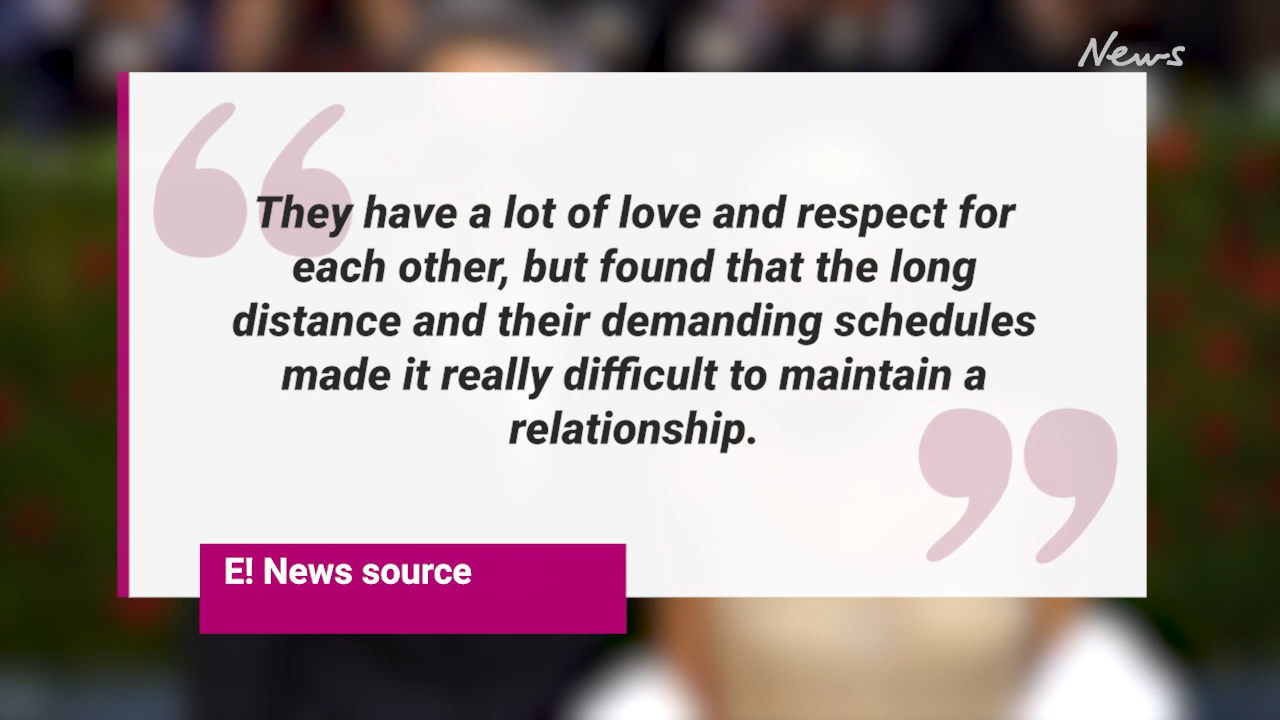 News
They have a lot of love and respect for
each other, but found that the long
distance and their demanding schedules
made it really difficult to maintain a
relationship.
E! News source